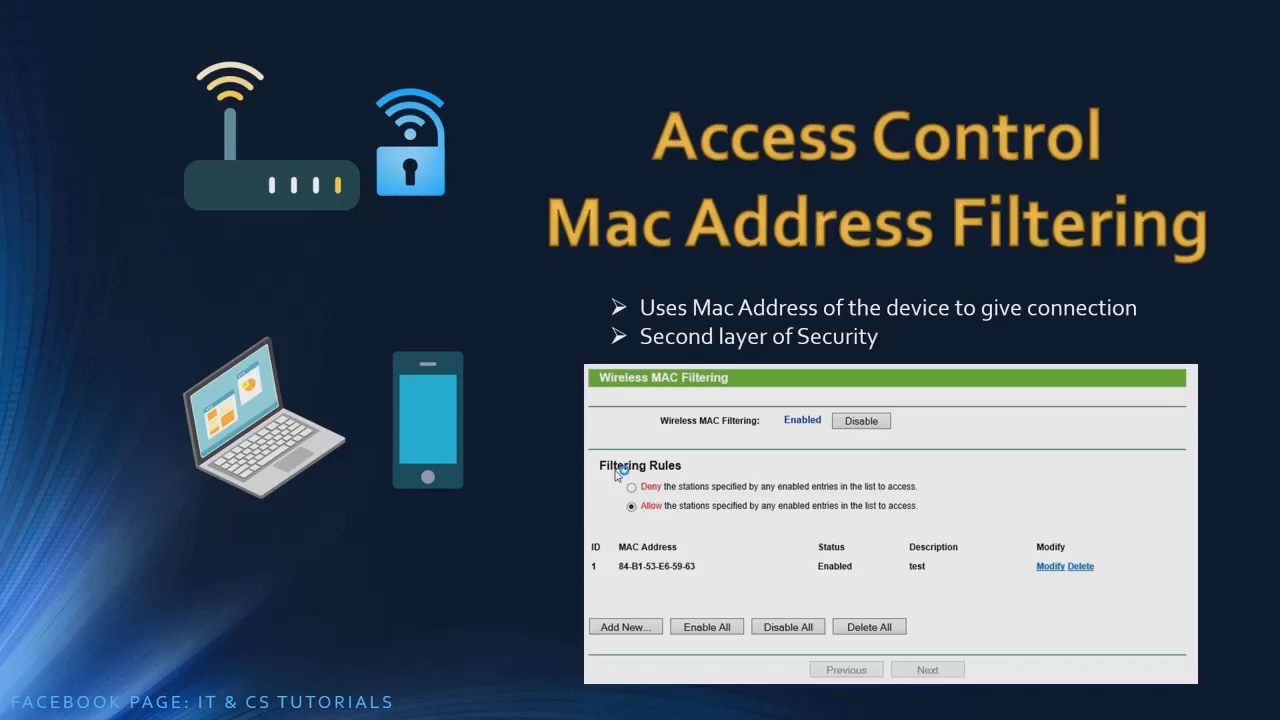 Access Control
Mac Address Filtering
Uses Mac Address of the device to give connection
Second layer of Security
Wireless MAC Filtering
Wireless MAC Filtering: Enabled Disable
Filtering Rules
Deny the stations specified by any enabled entries in the list to access.
Allow the stations specified by any enabled entries in the list to access.
ID MAC Address Status Description Modify
1 84-B1-53-E6-59-63 Enabled test Modify Delete
Add New... Enable All Disable All Delete All
Previous Next
FACEBOOK PAGE: IT & CS TUTORIALS